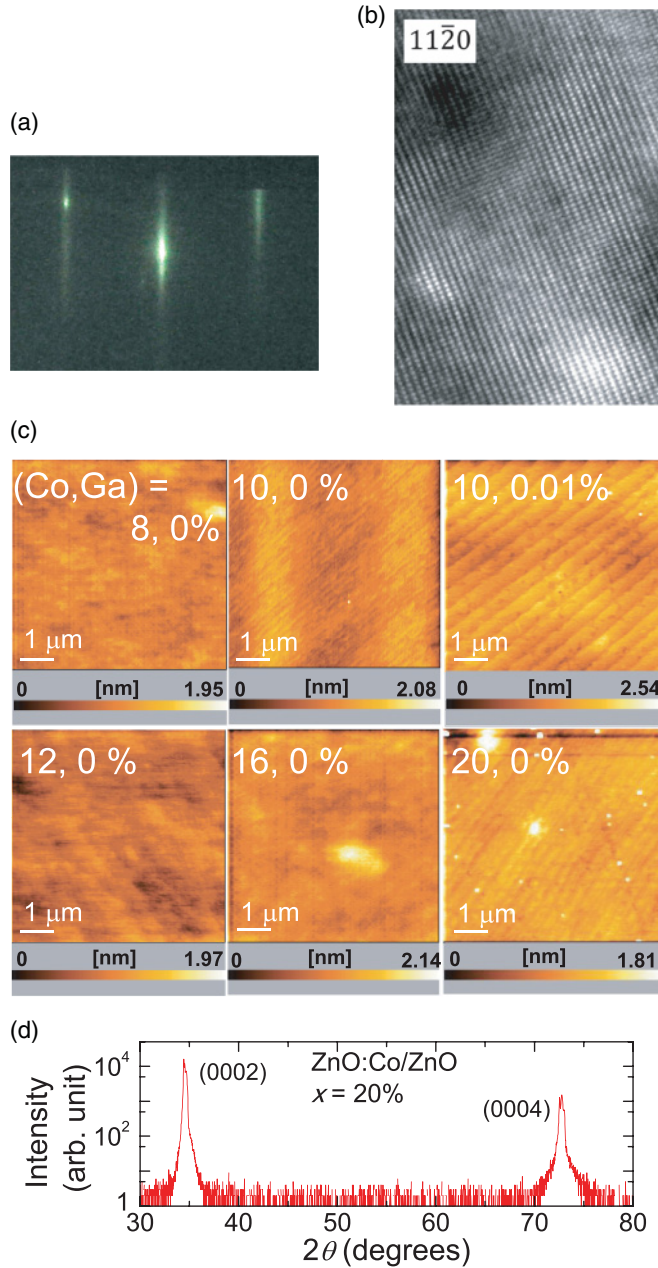 (a)
(b)
112̄0
(c)
(Co,Ga) =
8, 0%
10, 0 %
10, 0.01%
1 μm
1 μm
1 μm
0 [nm] 1.95
0 [nm] 2.08
0 [nm] 2.54
12, 0 %
16, 0 %
20, 0 %
1 μm
1 μm
1 μm
0 [nm] 1.97
0 [nm] 2.14
0 [nm] 1.81
(d)
Intensity
(arb. unit)
10⁴
10²
1
(0002)
ZnO:Co/ZnO
x = 20%
(0004)
30 40 50 60 70 80
2θ (degrees)